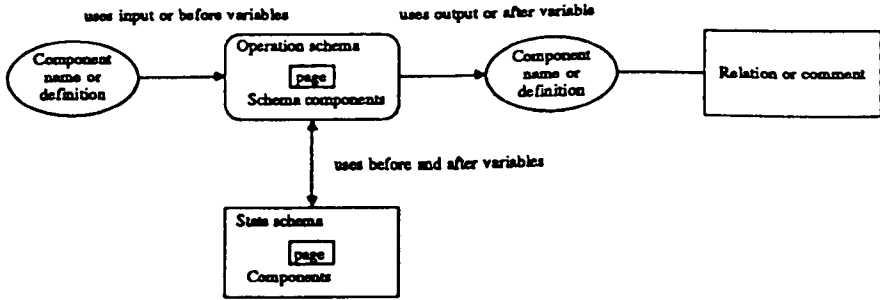 uses input or before variables
uses output or after variable
Component
name or
definition
Operation schema
page
Schema components
Component
name or
definition
Relation or comment
uses before and after variables
State schema
page
Components